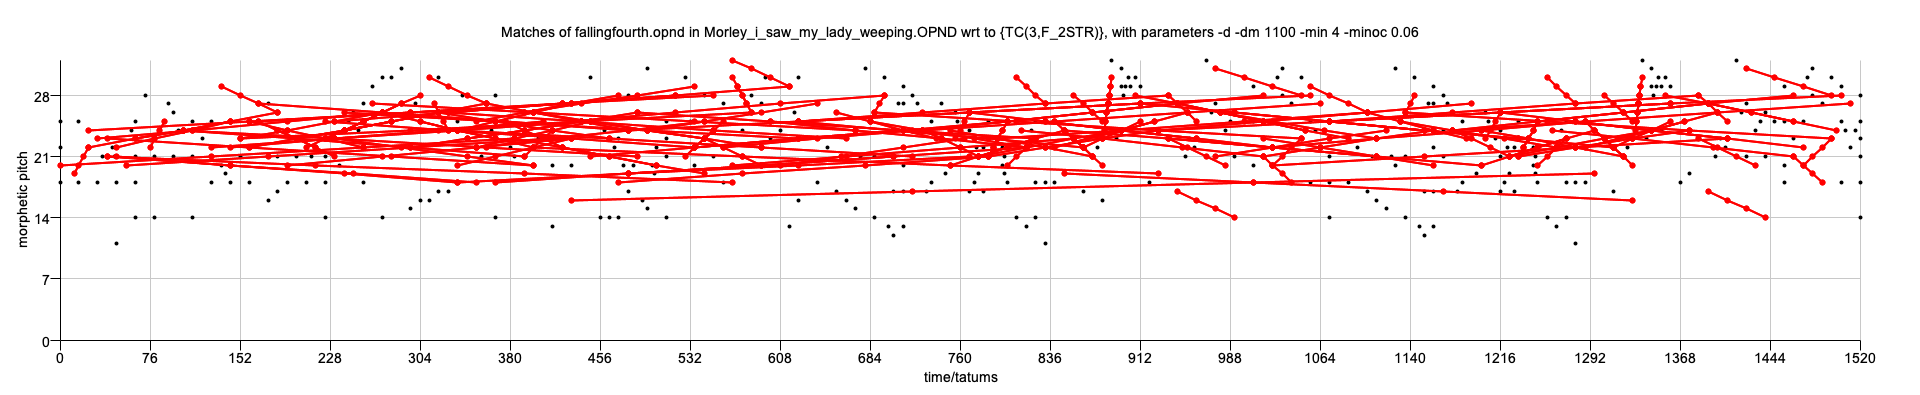 Matches of fallingfourth.opnd in Morley_i_saw_my_lady_weeping.OPND wrt to {TC(3,F_2STR)}, with parameters -d -dm 1100 -min 4 -minoc 0.06
morphetic pitch
28
21
14
7
0
0 76 152 228 304 380 456 532 608 684 760 836 912 988 1064 1140 1216 1292 1368 1444 1520
time/tatums